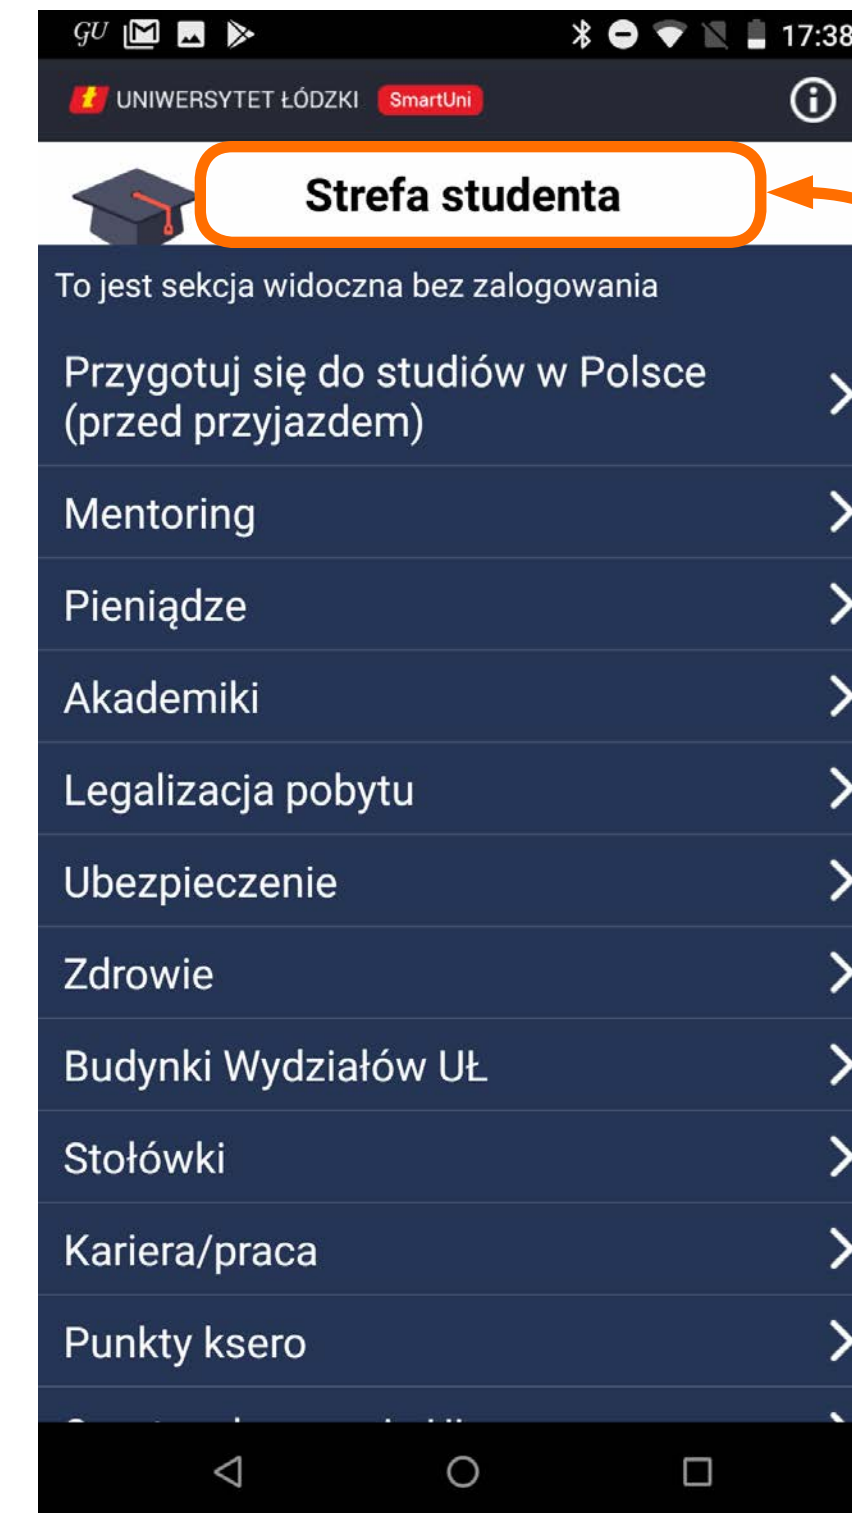 GU 17:38
UNIWERSYTET ŁÓDZKI SmartUni
Strefa studenta
To jest sekcja widoczna bez zalogowania
Przygotuj się do studiów w Polsce
(przed przyjazdem)
Mentoring
Pieniądze
Akademiki
Legalizacja pobytu
Ubezpieczenie
Zdrowie
Budynki Wydziałów UŁ
Stołówki
Kariera/praca
Punkty ksero